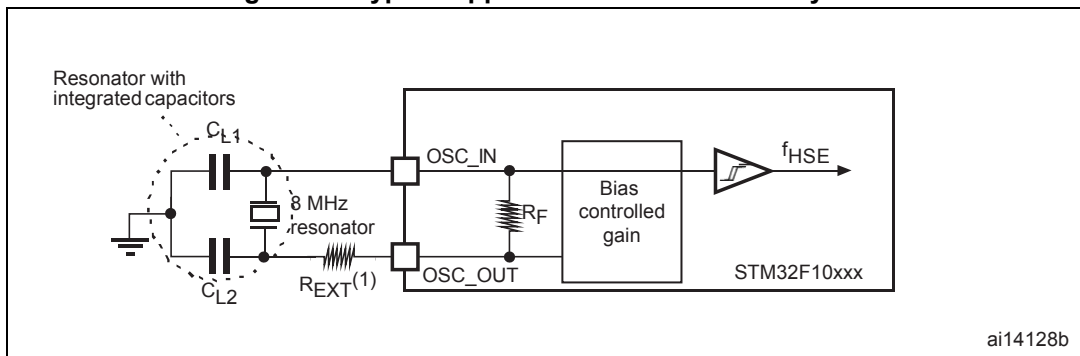 Resonator with
integrated capacitors
CL1
OSC_IN
fHSE
8 MHz
resonator
RF
Bias
controlled
gain
OSC_OUT
STM32F10xxx
REXT(1)
CL2
ai14128b